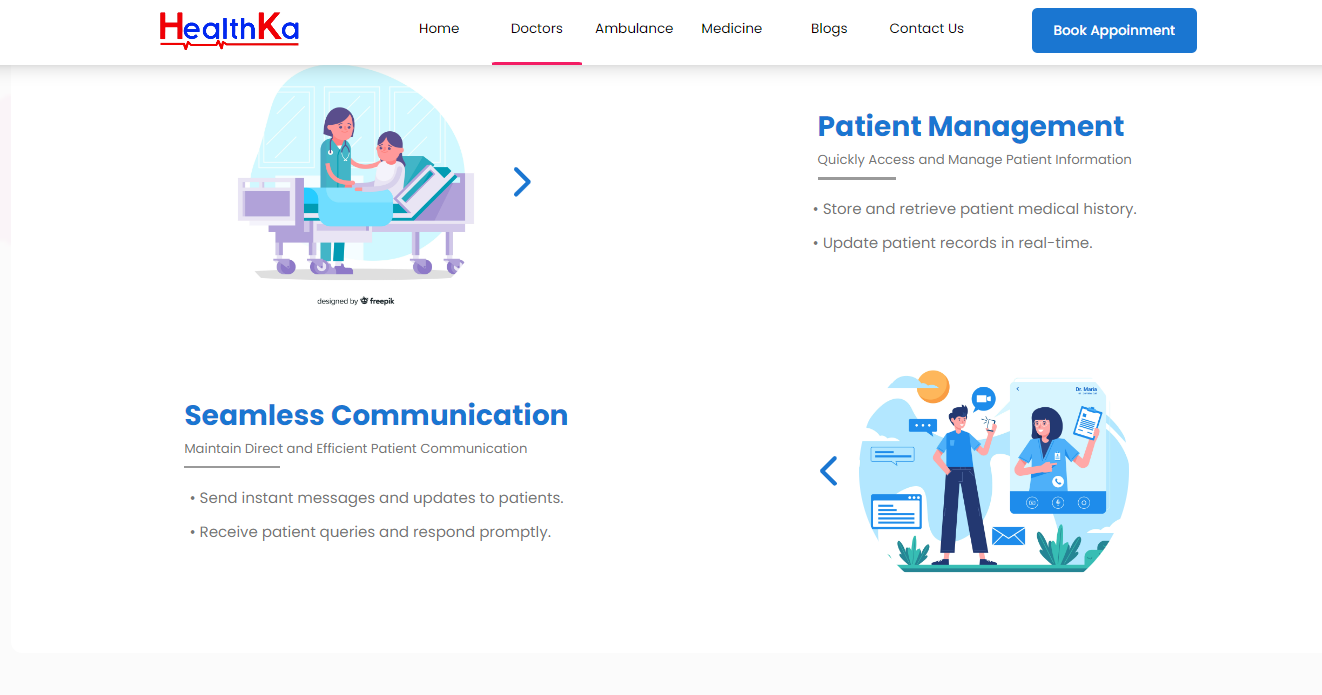 HealthKa
Home Doctors Ambulance Medicine Blogs Contact Us
Book Appoinment
Patient Management
Quickly Access and Manage Patient Information
• Store and retrieve patient medical history.
• Update patient records in real-time.
designed by freepik
Seamless Communication
Maintain Direct and Efficient Patient Communication
• Send instant messages and updates to patients.
• Receive patient queries and respond promptly.
Dr. Maria